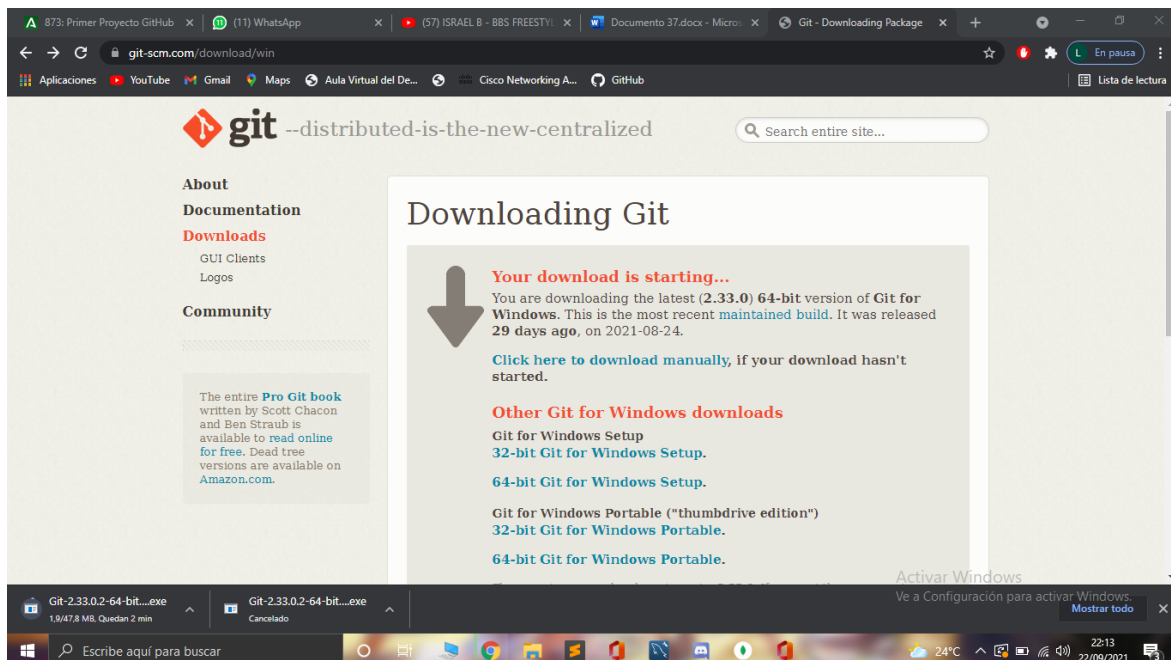 873: Primer Proyecto GitHub
(11) WhatsApp
(57) ISRAEL B - BBS FREESTYL
Documento 37.docx - Micros
Git - Downloading Package
git-scm.com/download/win
L En pausa
Aplicaciones
YouTube
Gmail
Maps
Aula Virtual del De...
Cisco Networking A...
GitHub
Lista de lectura
git --distributed-is-the-new-centralized
Search entire site...
About
Documentation
Downloads
GUI Clients
Logos
Community
The entire Pro Git book
written by Scott Chacon
and Ben Straub is
available to read online
for free. Dead tree
versions are available on
Amazon.com.
Downloading Git
Your download is starting...
You are downloading the latest (2.33.0) 64-bit version of Git for
Windows. This is the most recent maintained build. It was released
29 days ago, on 2021-08-24.
Click here to download manually, if your download hasn't
started.
Other Git for Windows downloads
Git for Windows Setup
32-bit Git for Windows Setup.
64-bit Git for Windows Setup.
Git for Windows Portable ("thumbdrive edition")
32-bit Git for Windows Portable.
64-bit Git for Windows Portable.
Activar Windows
Ve a Configuración para activar Windows.
Git-2.33.0.2-64-bit....exe
1,9/47,8 MB, Quedan 2 min
Git-2.33.0.2-64-bit....exe
Cancelado
Mostrar todo
Escribe aquí para buscar
24°C
22:13
22/09/2021